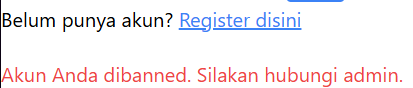 Belum punya akun? Register disini
Akun Anda dibanned. Silakan hubungi admin.